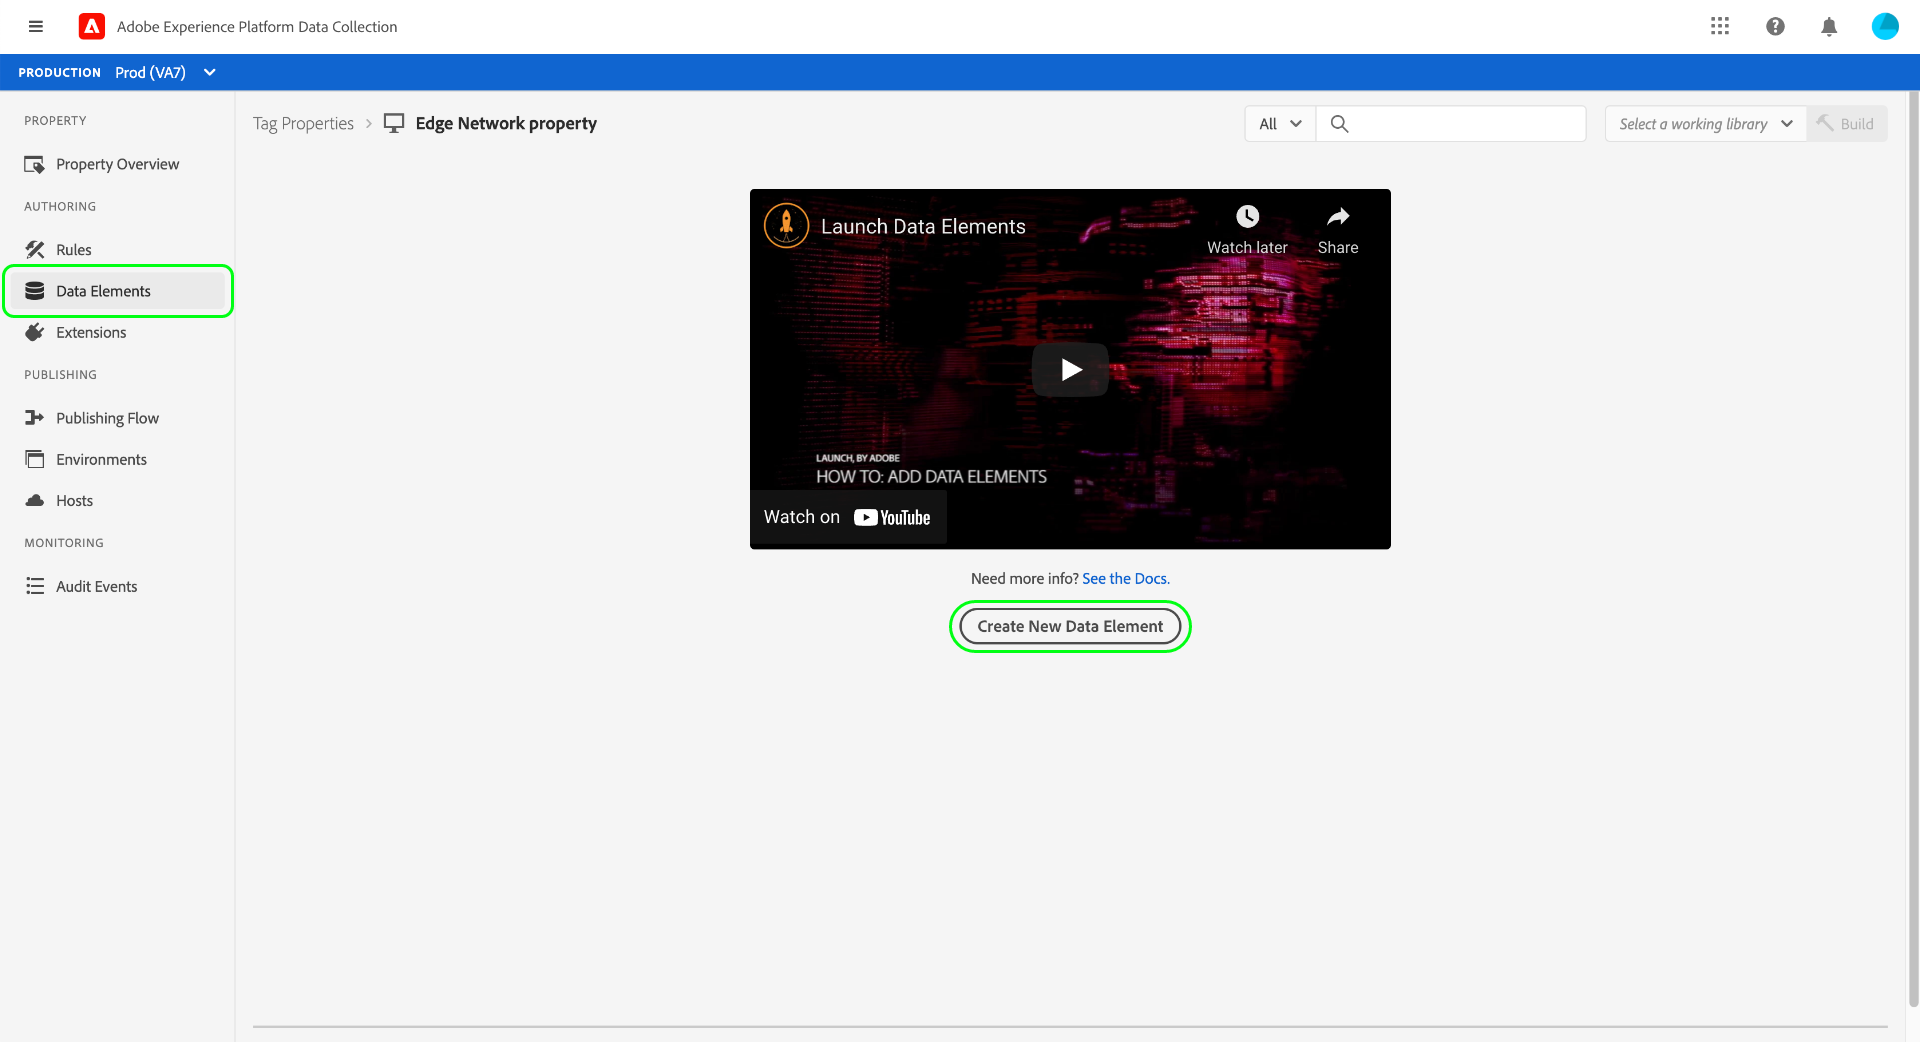 Adobe Experience Platform Data Collection
PRODUCTION Prod (VA7)
PROPERTY
Property Overview
AUTHORING
Rules
Data Elements
Extensions
PUBLISHING
Publishing Flow
Environments
Hosts
MONITORING
Audit Events
Tag Properties > Edge Network property
All
Select a working library
Build
Launch Data Elements
Watch later
Share
LAUNCH, BY ADOBE
HOW TO: ADD DATA ELEMENTS
Watch on YouTube
Need more info? See the Docs.
Create New Data Element